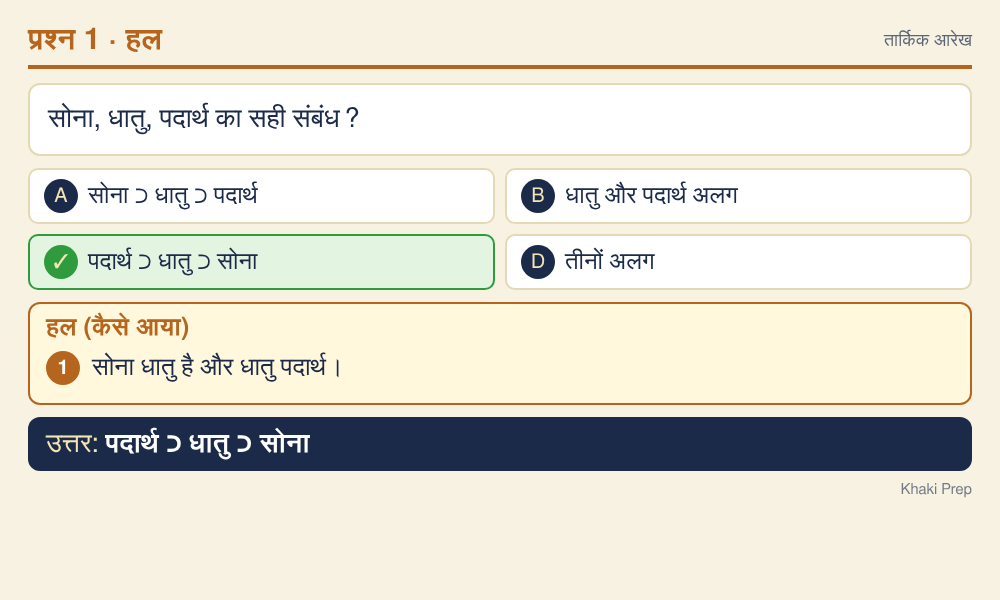 प्रश्न 1 · हल
तार्किक आरेख
सोना, धातु, पदार्थ का सही संबंध ?
A सोना ⊃ धातु ⊃ पदार्थ
B धातु और पदार्थ अलग
✓ पदार्थ ⊃ धातु ⊃ सोना
D तीनों अलग
हल (कैसे आया)
1 सोना धातु है और धातु पदार्थ।
उत्तर: पदार्थ ⊃ धातु ⊃ सोना
Khaki Prep